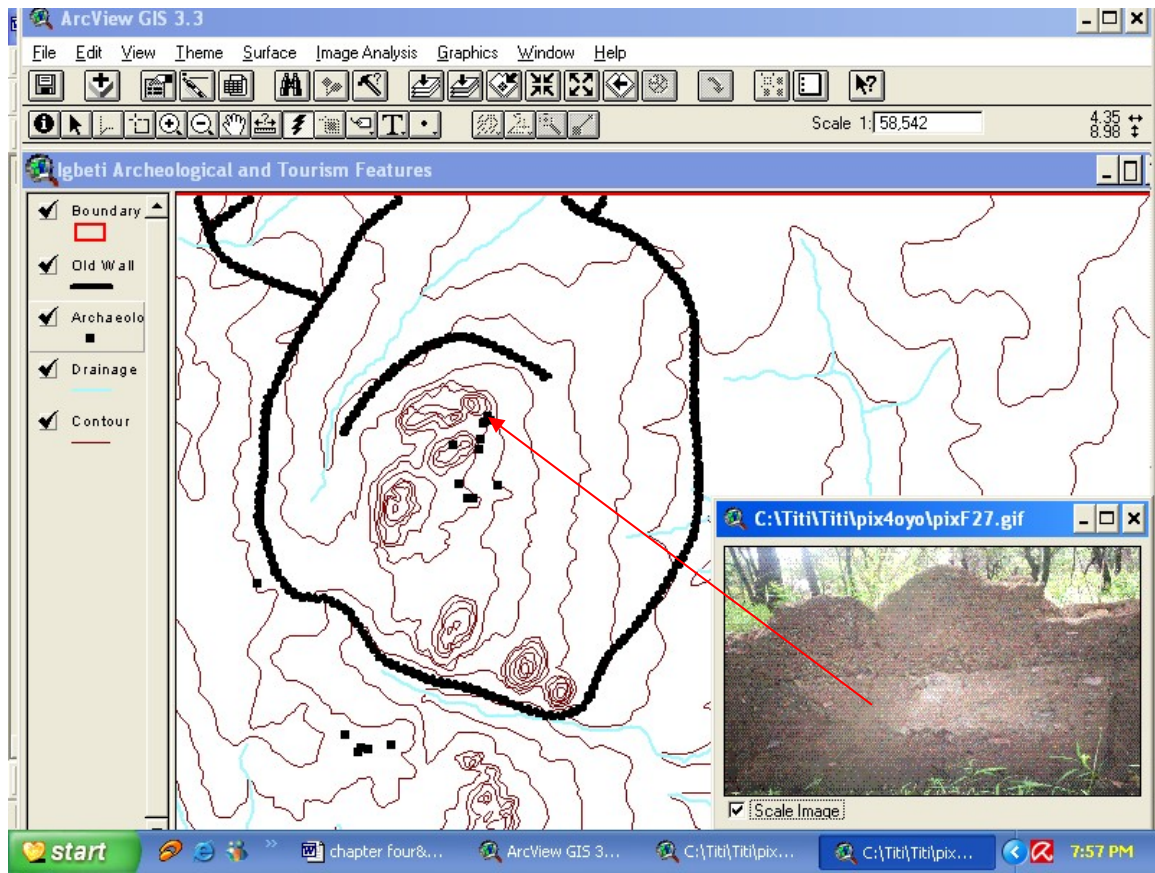 ArcView GIS 3.3
File Edit View Theme Surface Image Analysis Graphics Window Help
Scale 1: 58,542
4.35
8.98
Igbeti Archeological and Tourism Features
Boundary
Old Wall
Archaeolo
Drainage
Contour
C:\Titi\Titi\pix4oyo\pixF27.gif
Scale Image
start
chapter four&...
ArcView GIS 3...
C:\Titi\Titi\pix...
C:\Titi\Titi\pix...
7:57 PM